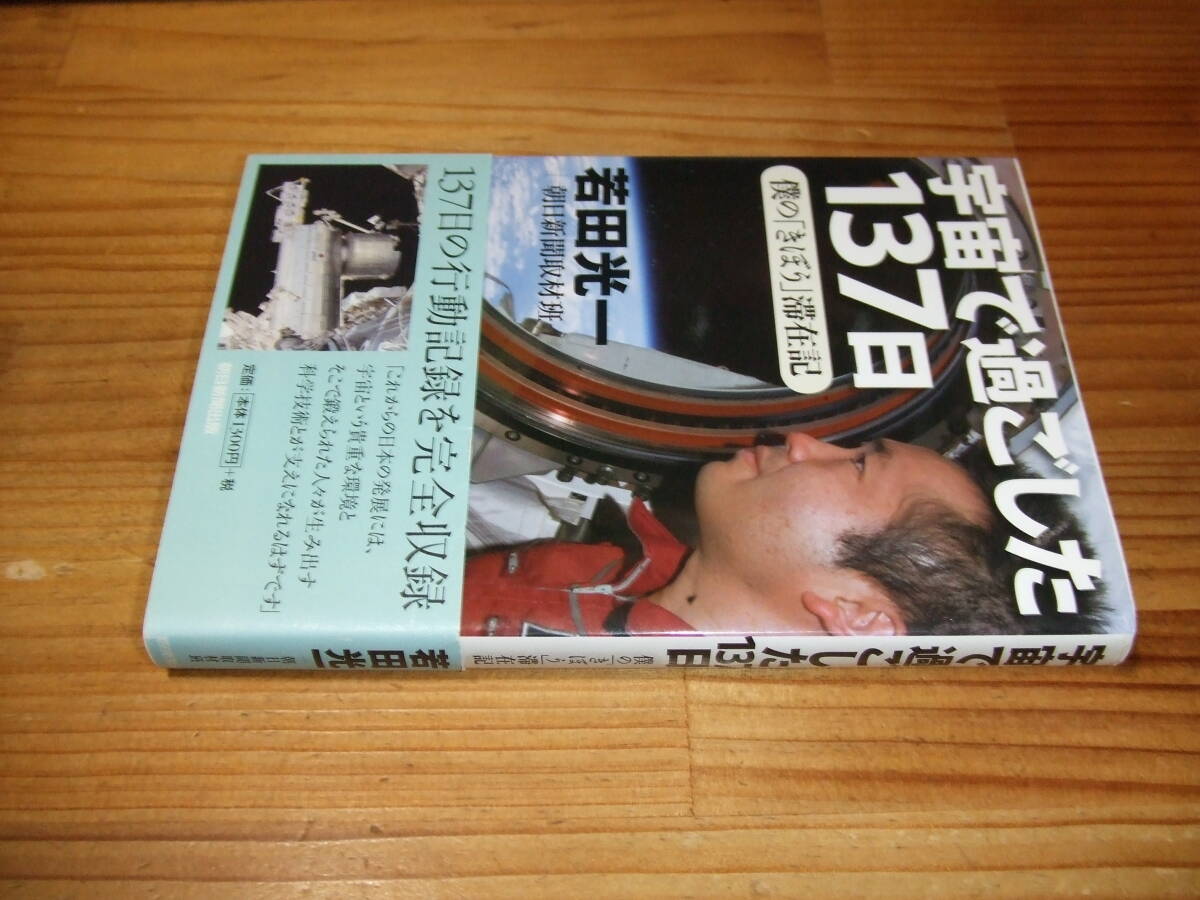 宇宙で過ごした
137日
僕の「きぼう」滞在記
若田光一
朝日新聞取材班
137日の行動記録を完全収録
「これからの日本の発展には、
宇宙という貴重な環境と
そこで鍛えられた人々が生み出す
科学技術とが支えになれるはずです」
定価:本体1300円+税
朝日新聞出版
宇宙で過ごした
137日
僕の「きぼう」滞在記
若田光一
朝日新聞取材班